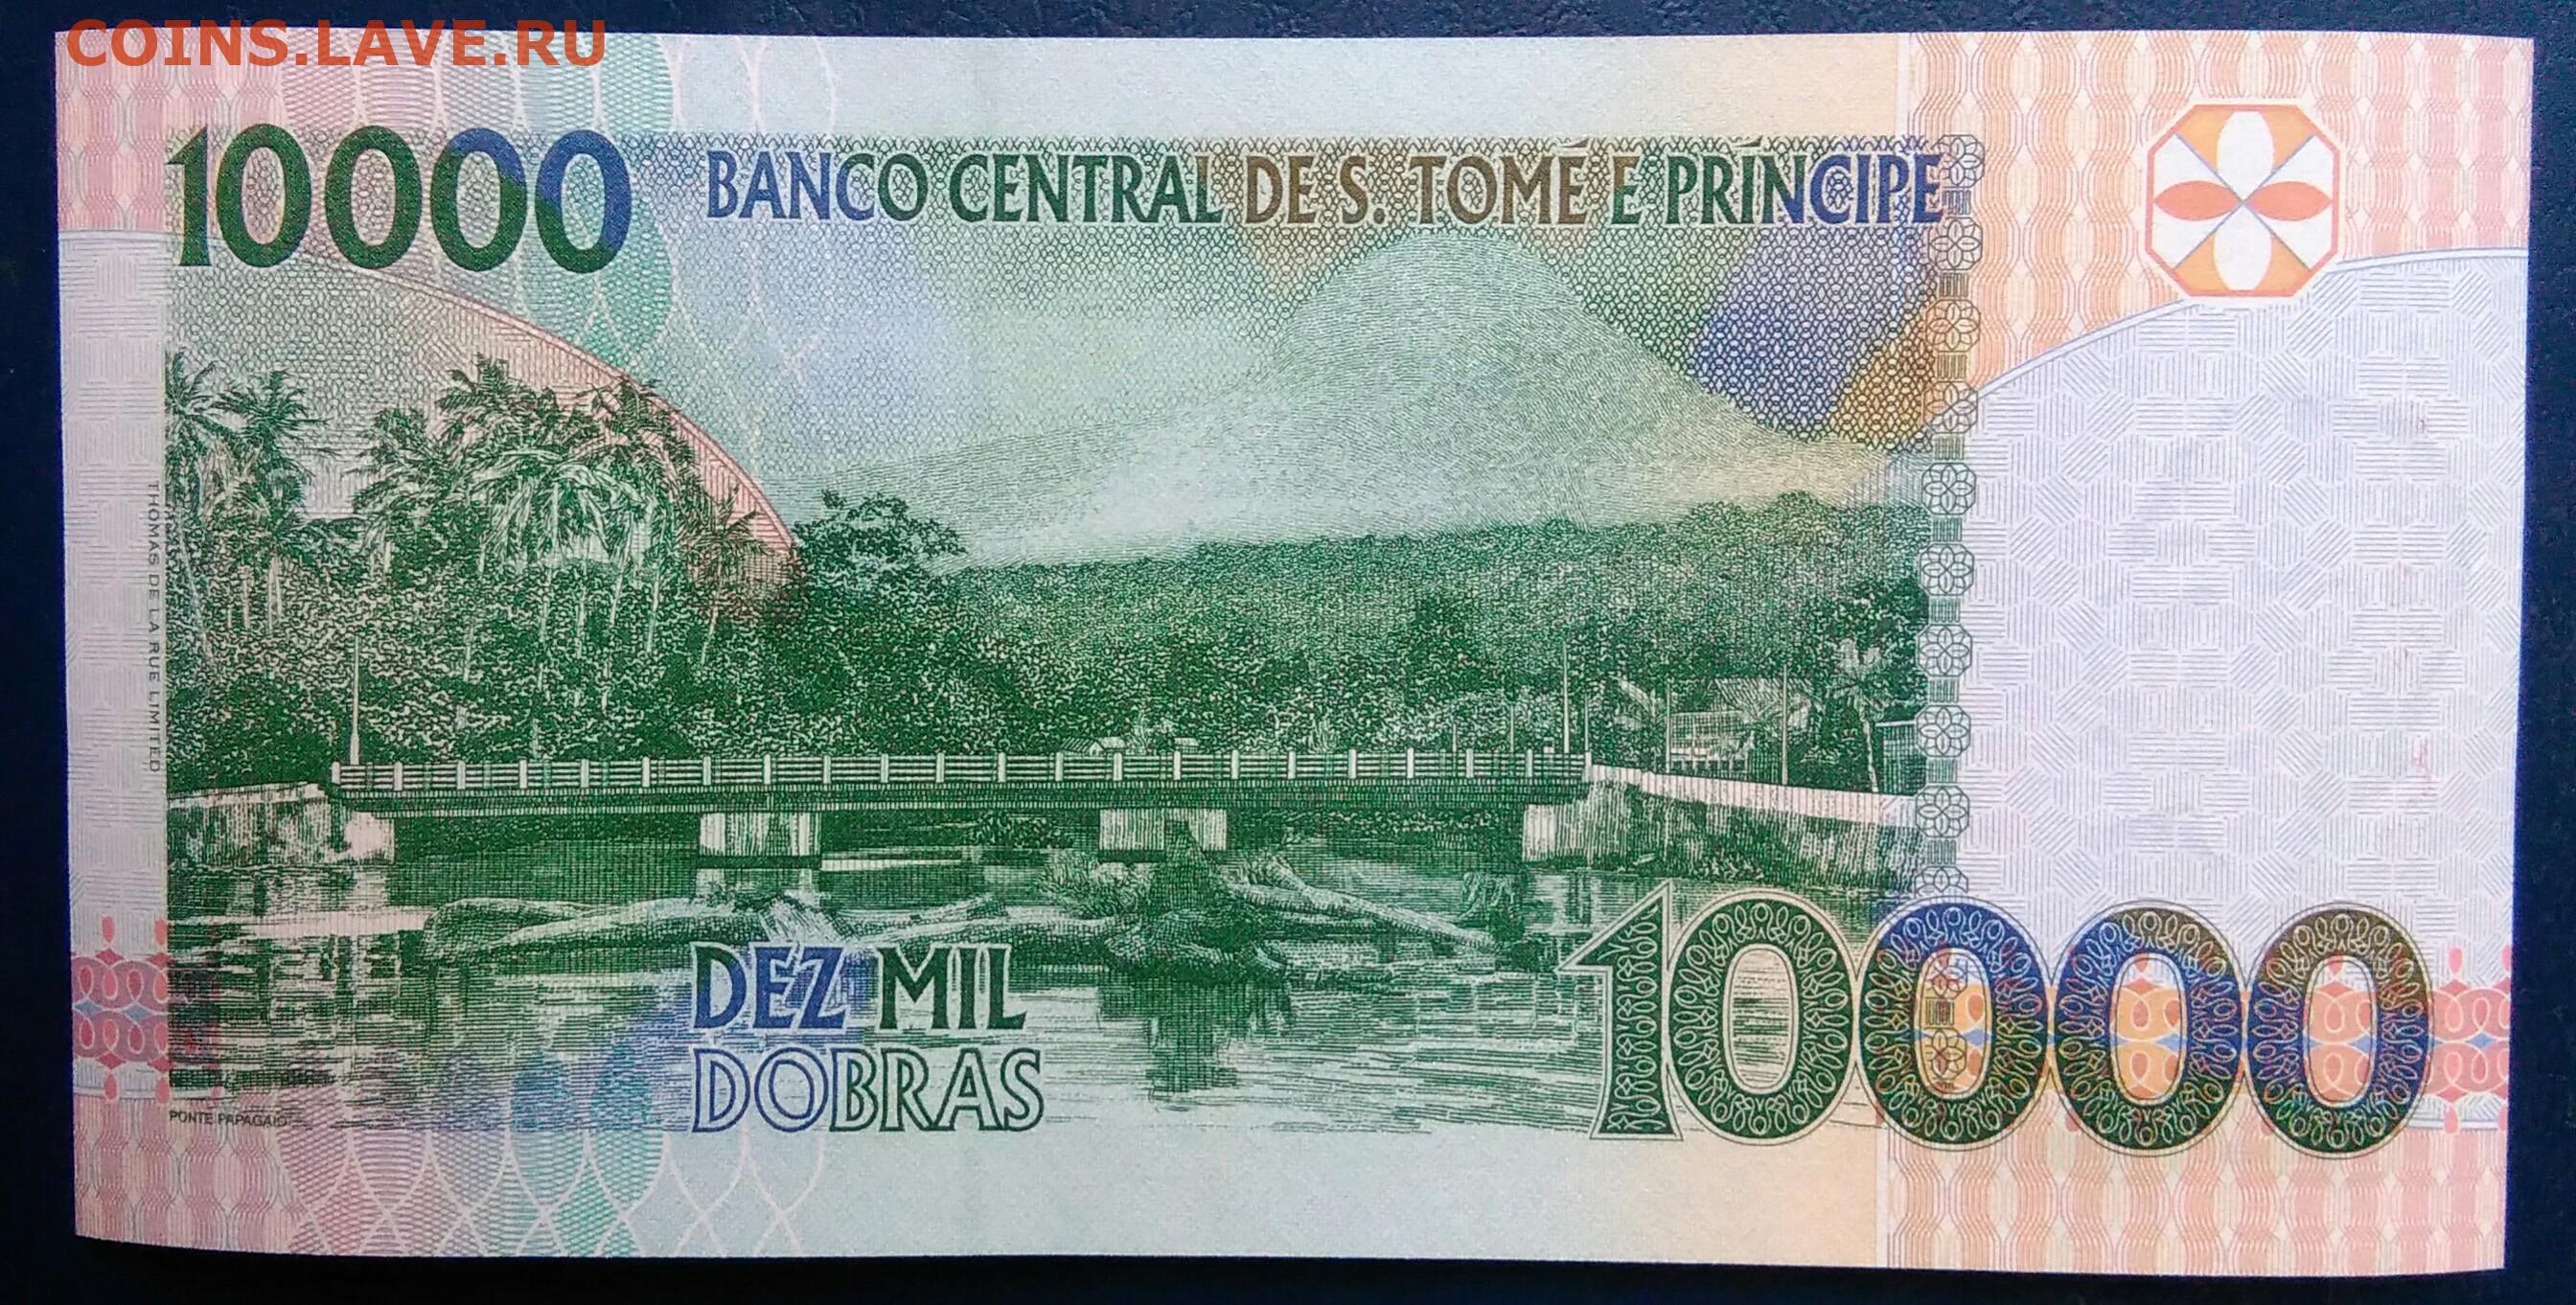 COINS.LAVE.RU
10000 BANCO CENTRAL DE S. TOMÉ E PRÍNCIPE
THOMAS DE LA RUE LIMITED
DEZ MIL
DOBRAS
10000
PONTE PAPAGAIO